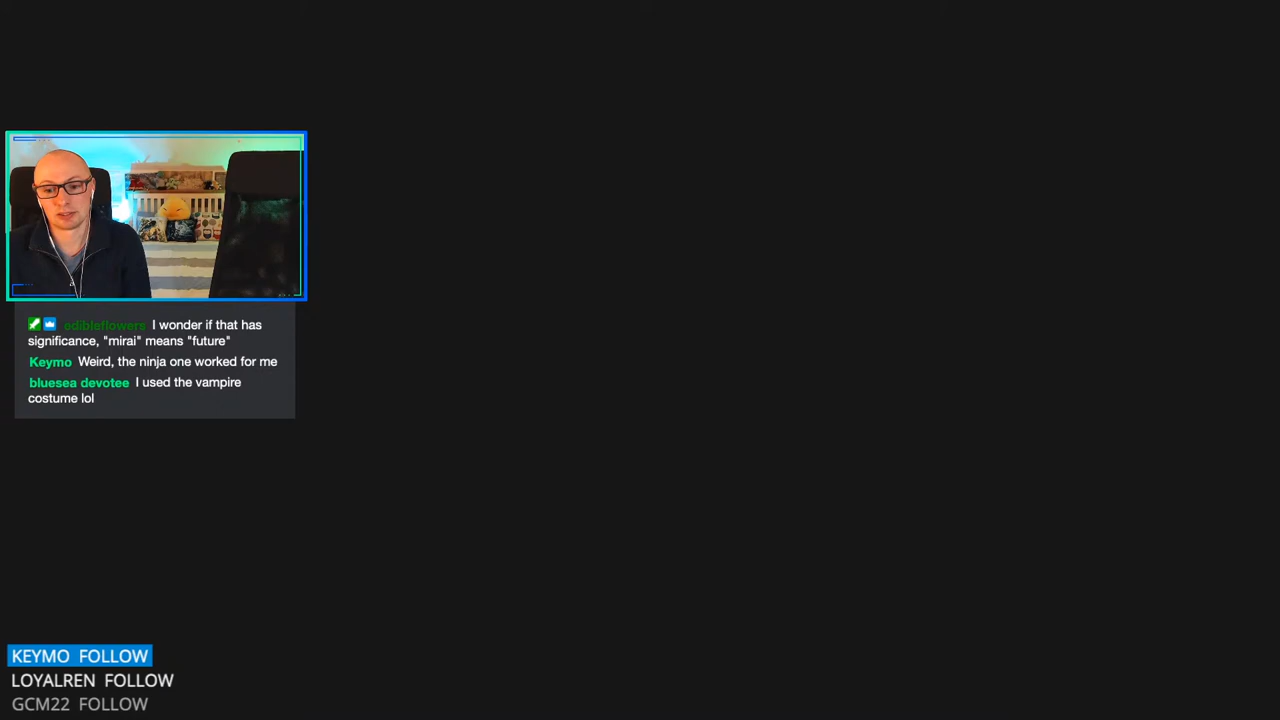 edibleflowers I wonder if that has
significance, "mirai" means "future"
Keymo Weird, the ninja one worked for me
bluesea devotee I used the vampire
costume lol
KEYMO FOLLOW
LOYALREN FOLLOW
GCM22 FOLLOW